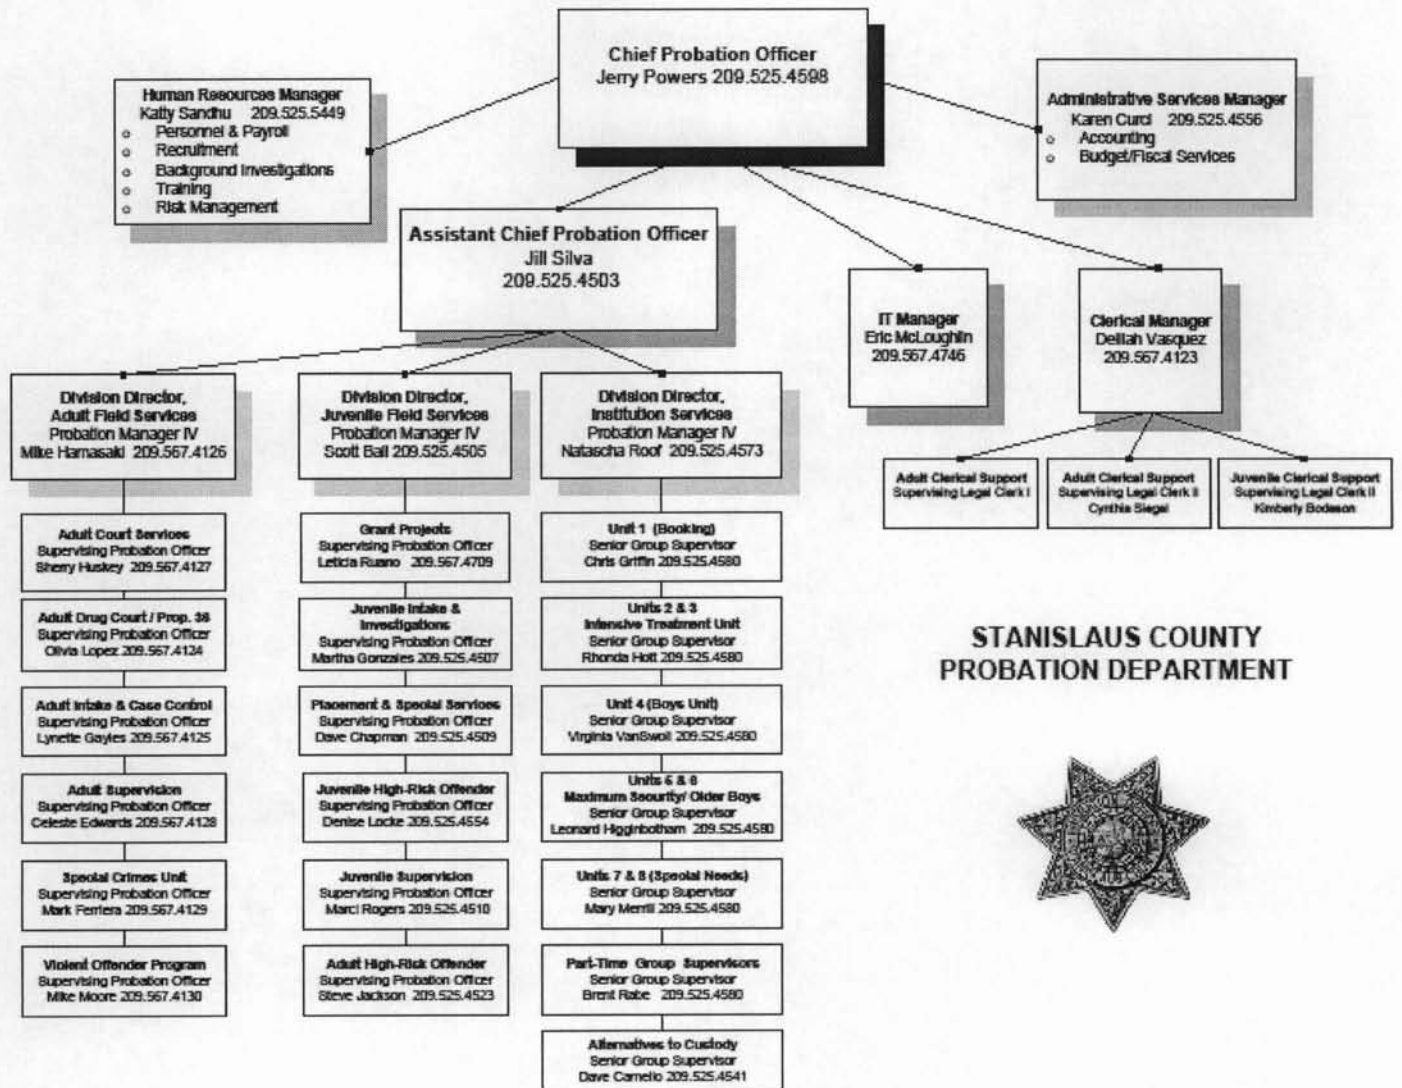 Chief Probation Officer
Jerry Powers 209.525.4598
Human Resources Manager
Katty Sandhu 209.525.5449
Personnel & Payroll
Recruitment
Background Investigations
Training
Risk Management
Administrative Services Manager
Karen Curci 209.525.4556
Accounting
Budget/Fiscal Services
Assistant Chief Probation Officer
Jill Silva
209.525.4503
IT Manager
Eric McLoughlin
209.567.4746
Clerical Manager
Delilah Vasquez
209.567.4123
Division Director,
Adult Field Services
Probation Manager IV
Mike Hamasaki 209.567.4126
Division Director,
Juvenile Field Services
Probation Manager IV
Scott Ball 209.525.4505
Division Director,
Institution Services
Probation Manager IV
Natascha Roof 209.525.4573
Adult Clerical Support
Supervising Legal Clerk I
Adult Clerical Support
Supervising Legal Clerk II
Cynthia Siegel
Juvenile Clerical Support
Supervising Legal Clerk II
Kimberly Bodeson
Adult Court Services
Supervising Probation Officer
Sherry Huskey 209.567.4127
Adult Drug Court / Prop. 36
Supervising Probation Officer
Olivia Lopez 209.567.4124
Adult Intake & Case Control
Supervising Probation Officer
Lynette Gayles 209.567.4125
Adult Supervision
Supervising Probation Officer
Celeste Edwards 209.567.4128
Special Crimes Unit
Supervising Probation Officer
Mark Ferriera 209.567.4129
Violent Offender Program
Supervising Probation Officer
Mike Moore 209.567.4130
Grant Projects
Supervising Probation Officer
Leticia Ruano 209.567.4709
Juvenile Intake &
Investigations
Supervising Probation Officer
Martha Gonzales 209.525.4507
Placement & Special Services
Supervising Probation Officer
Dave Chapman 209.525.4509
Juvenile High-Risk Offender
Supervising Probation Officer
Denise Locke 209.525.4554
Juvenile Supervision
Supervising Probation Officer
Marci Rogers 209.525.4510
Adult High-Risk Offender
Supervising Probation Officer
Steve Jackson 209.525.4523
Unit 1 (Booking)
Senior Group Supervisor
Chris Griffin 209.525.4580
Units 2 & 3
Intensive Treatment Unit
Senior Group Supervisor
Rhonda Hott 209.525.4580
Unit 4 (Boys Unit)
Senior Group Supervisor
Virginia VanSwoll 209.525.4580
Units 5 & 6
Maximum Security/ Older Boys
Senior Group Supervisor
Leonard Higginbotham 209.525.4580
Units 7 & 8 (Special Needs)
Senior Group Supervisor
Mary Merrill 209.525.4580
Part-Time Group Supervisors
Senior Group Supervisor
Brent Rabe 209.525.4580
Alternatives to Custody
Senior Group Supervisor
Dave Camello 209.525.4541
STANISLAUS COUNTY
PROBATION DEPARTMENT